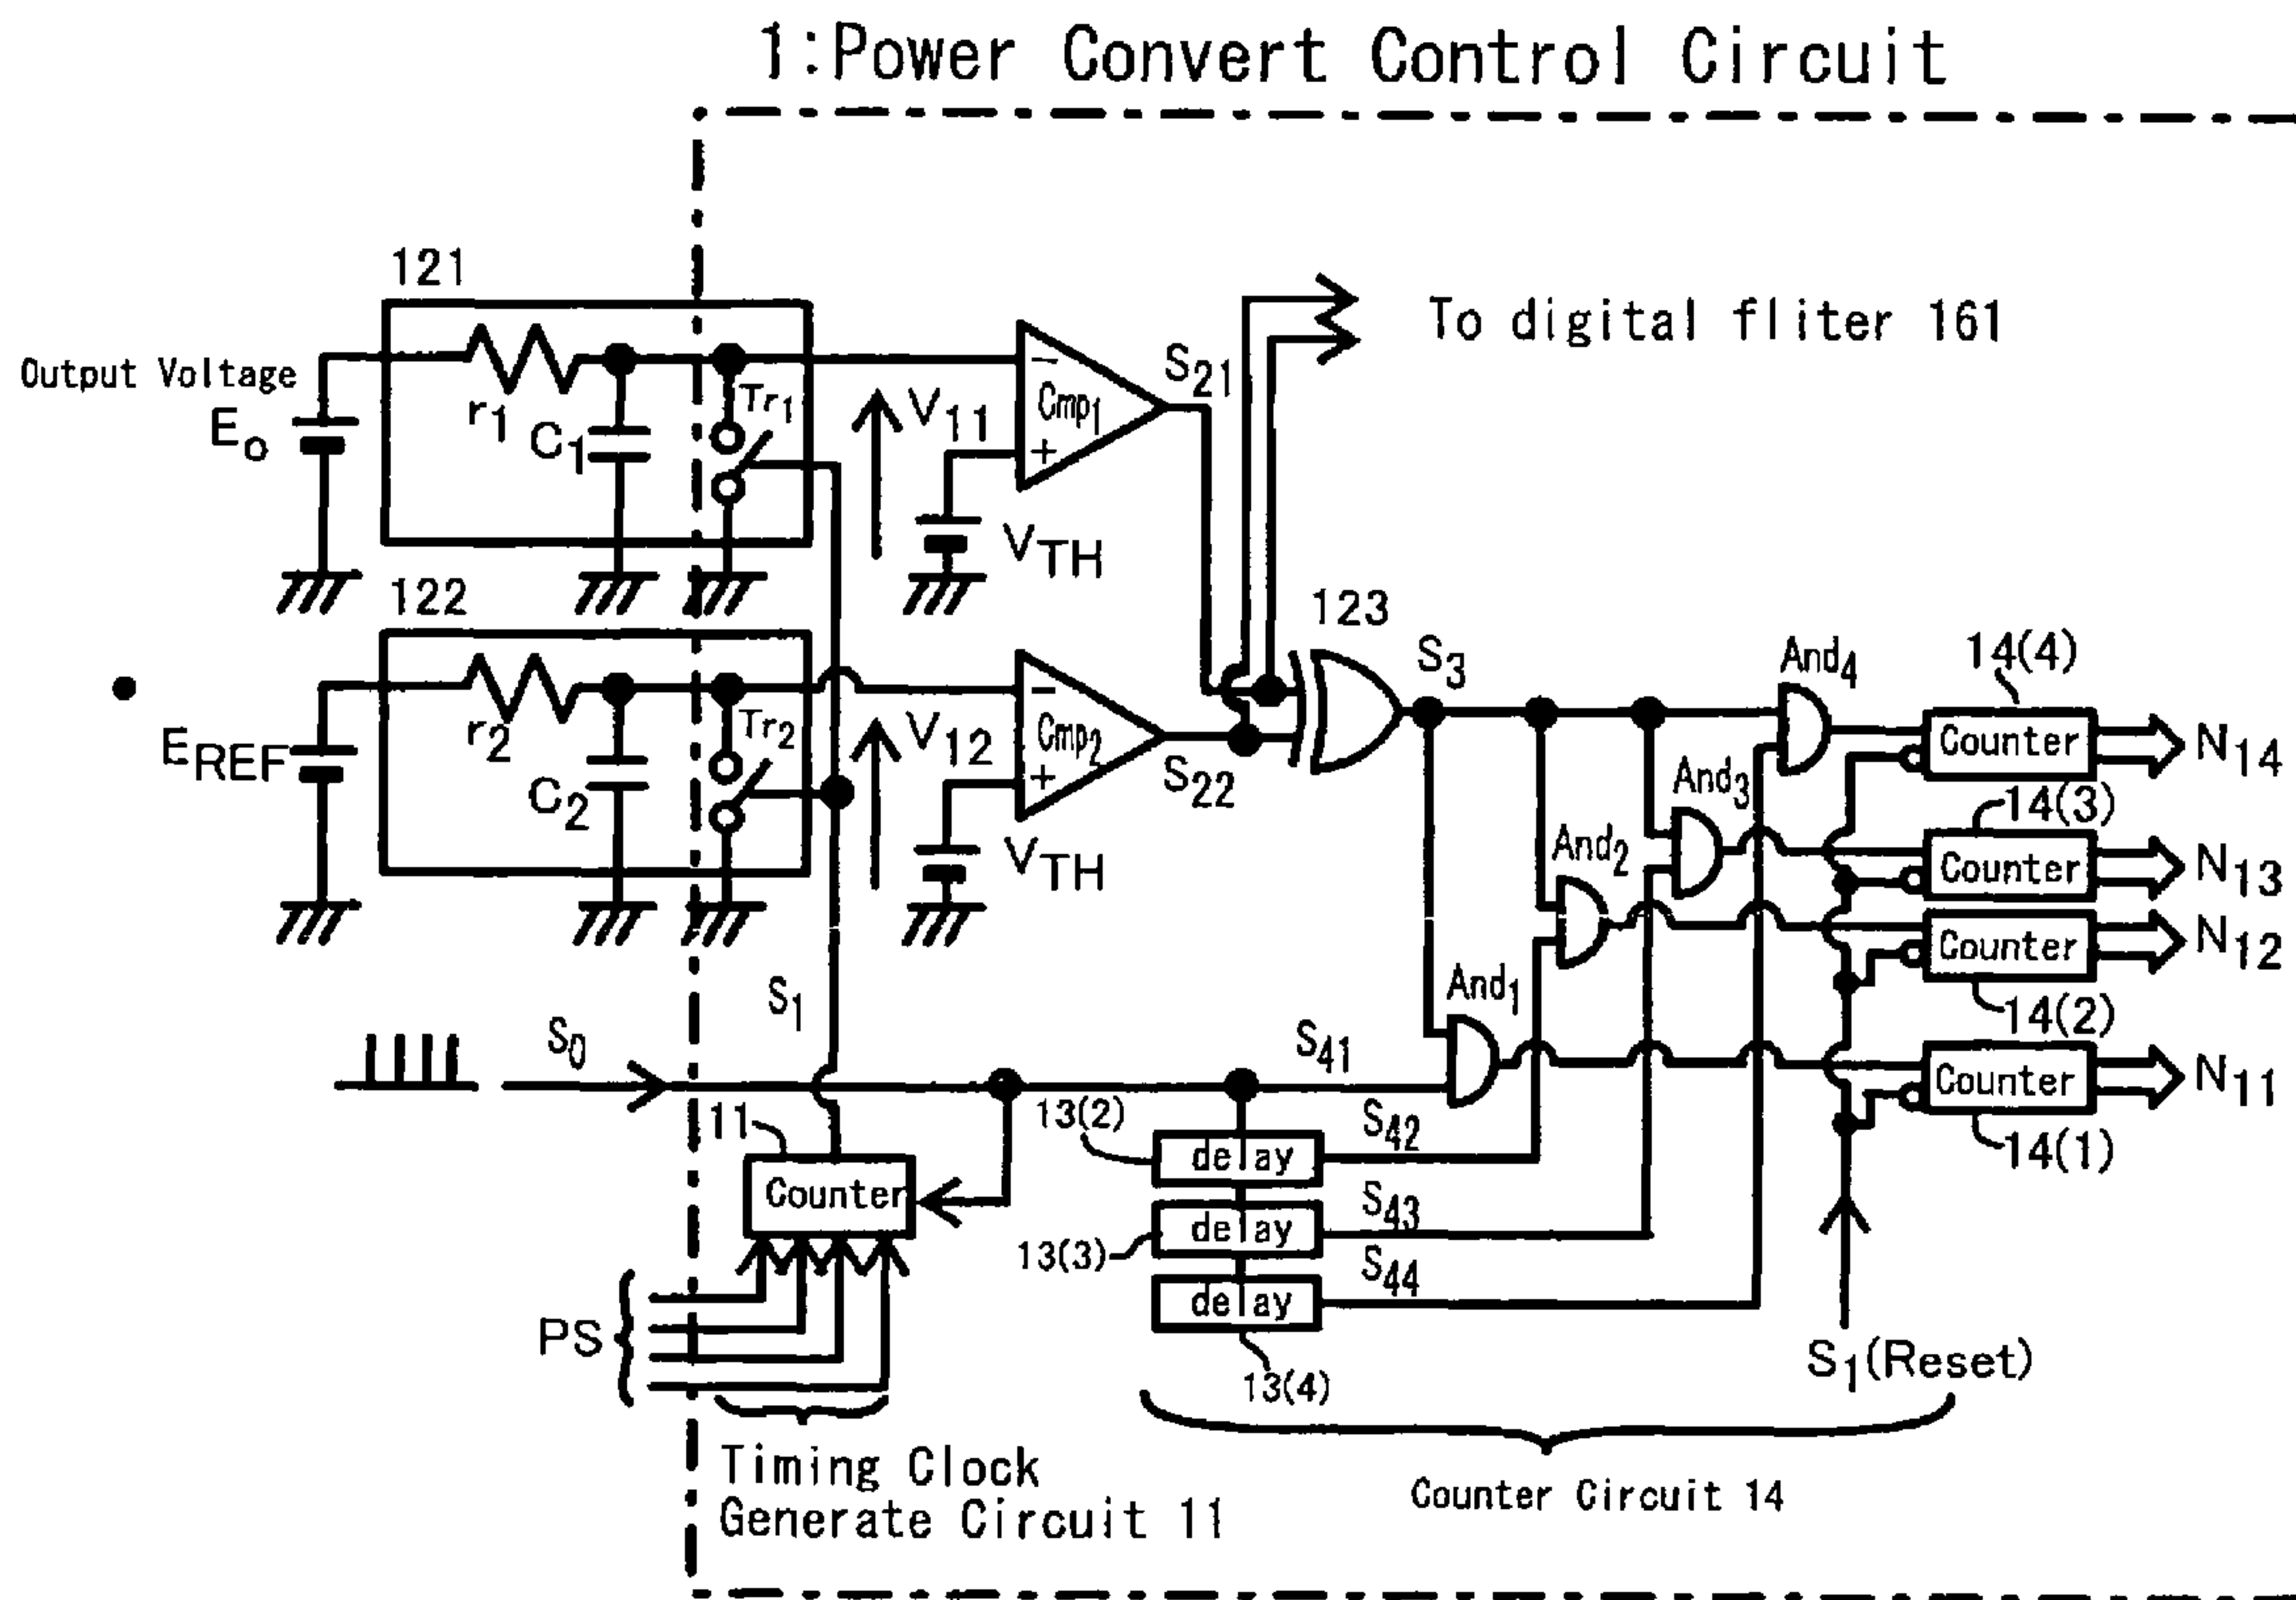 1:Power Convert Control Circuit
121
To digital fliter 161
Output Voltage
Eo
r1
C1
Tr1
V11
Cmp1
−
+
S21
VTH
122
EREF
r2
C2
Tr2
V12
Cmp2
−
+
S22
VTH
123
S3
And4
14(4)
Counter
N14
And3
14(3)
Counter
N13
And2
Counter
N12
14(2)
And1
Counter
N11
14(1)
S1
S0
S41
11
Counter
13(2)
delay
S42
13(3)
delay
S43
delay
S44
13(4)
PS
S1(Reset)
Timing Clock
Generate Circuit 11
Counter Circuit 14